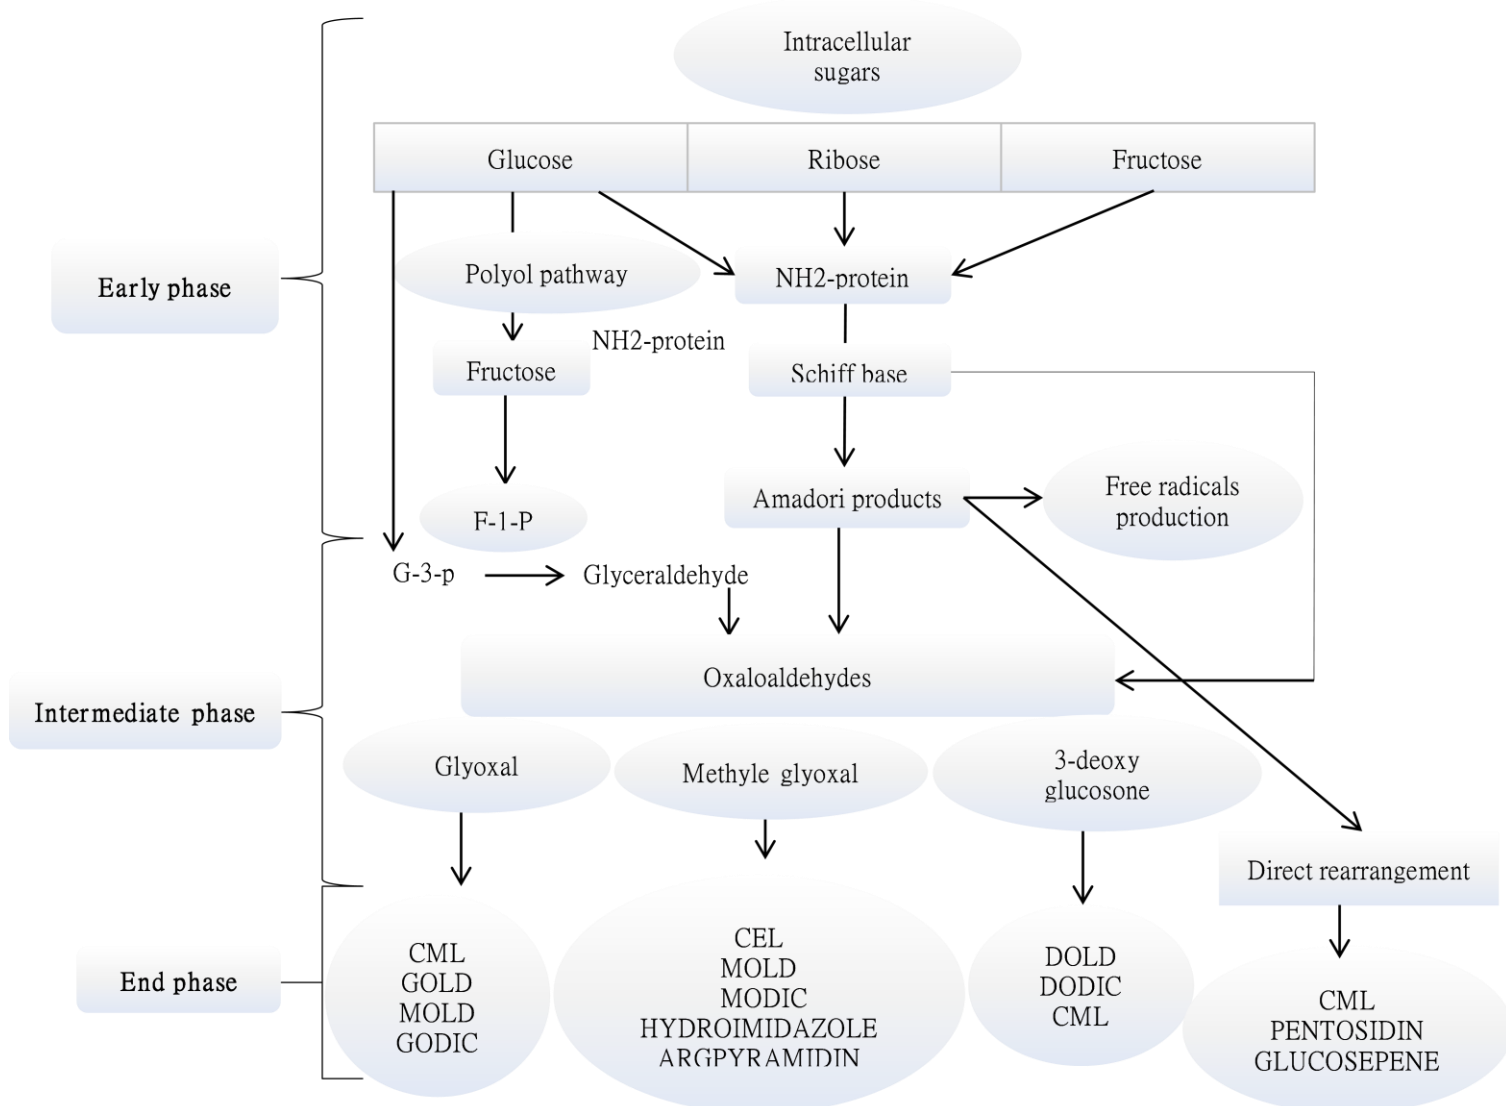 Intracellular
sugars
Glucose
Ribose
Fructose
Early phase
Polyol pathway
NH2-protein
NH2-protein
Fructose
Schiff base
Amadori products
Free radicals
production
F-1-P
G-3-p
Glyceraldehyde
Oxaloaldehydes
Intermediate phase
Glyoxal
Methyle glyoxal
3-deoxy
glucosone
Direct rearrangement
End phase
CML
GOLD
MOLD
GODIC
CEL
MOLD
MODIC
HYDROIMIDAZOLE
ARGPYRAMIDIN
DOLD
DODIC
CML
CML
PENTOSIDIN
GLUCOSEPENE